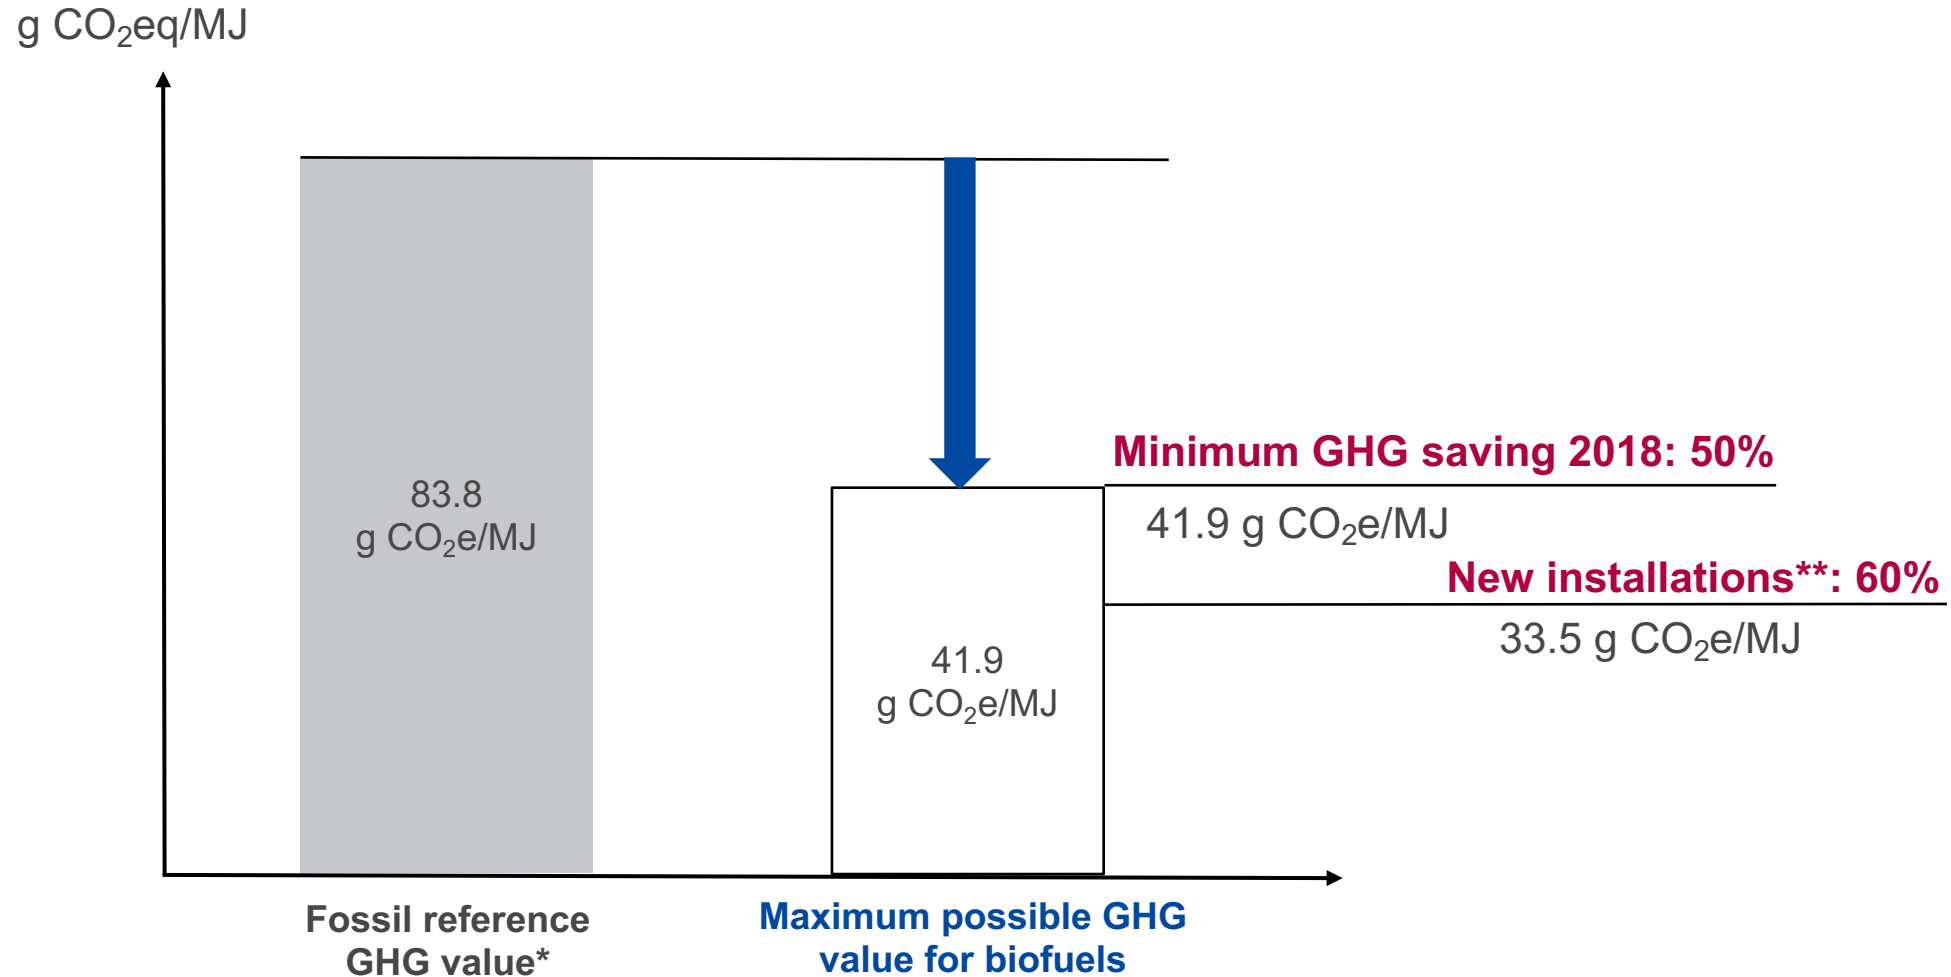 g CO₂eq/MJ
Minimum GHG saving 2018: 50%
83.8
g CO₂e/MJ
41.9 g CO₂e/MJ
New installations**: 60%
33.5 g CO₂e/MJ
41.9
g CO₂e/MJ
Fossil reference
GHG value*
Maximum possible GHG
value for biofuels